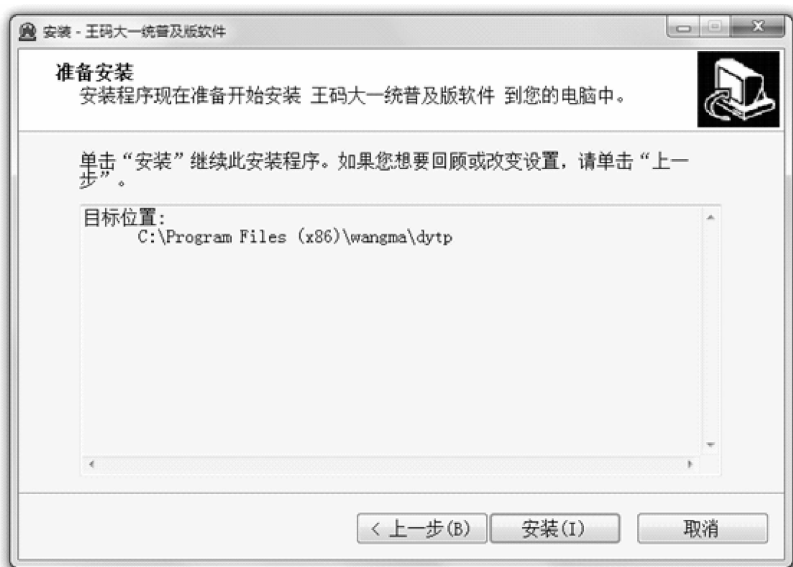 安装 - 王码大一统普及版软件
准备安装
安装程序现在准备开始安装 王码大一统普及版软件 到您的电脑中。
单击“安装”继续此安装程序。如果您想要回顾或改变设置，请单击“上一
步”。
目标位置:
C:\Program Files (x86)\wangma\dytp
< 上一步(B) 安装(I) 取消